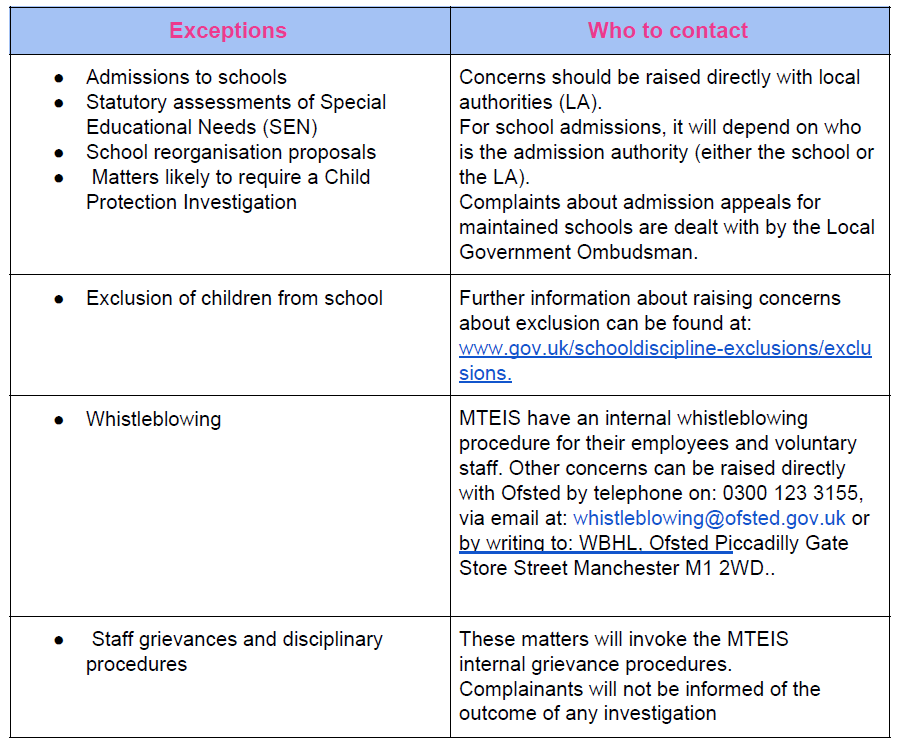 Exceptions
Who to contact
● Admissions to schools
● Statutory assessments of Special
Educational Needs (SEN)
● School reorganisation proposals
● Matters likely to require a Child
Protection Investigation
Concerns should be raised directly with local
authorities (LA).
For school admissions, it will depend on who
is the admission authority (either the school or
the LA).
Complaints about admission appeals for
maintained schools are dealt with by the Local
Government Ombudsman.
● Exclusion of children from school
Further information about raising concerns
about exclusion can be found at:
www.gov.uk/schooldiscipline-exclusions/exclu
sions.
● Whistleblowing
MTEIS have an internal whistleblowing
procedure for their employees and voluntary
staff. Other concerns can be raised directly
with Ofsted by telephone on: 0300 123 3155,
via email at: whistleblowing@ofsted.gov.uk or
by writing to: WBHL, Ofsted Piccadilly Gate
Store Street Manchester M1 2WD..
● Staff grievances and disciplinary
procedures
These matters will invoke the MTEIS
internal grievance procedures.
Complainants will not be informed of the
outcome of any investigation